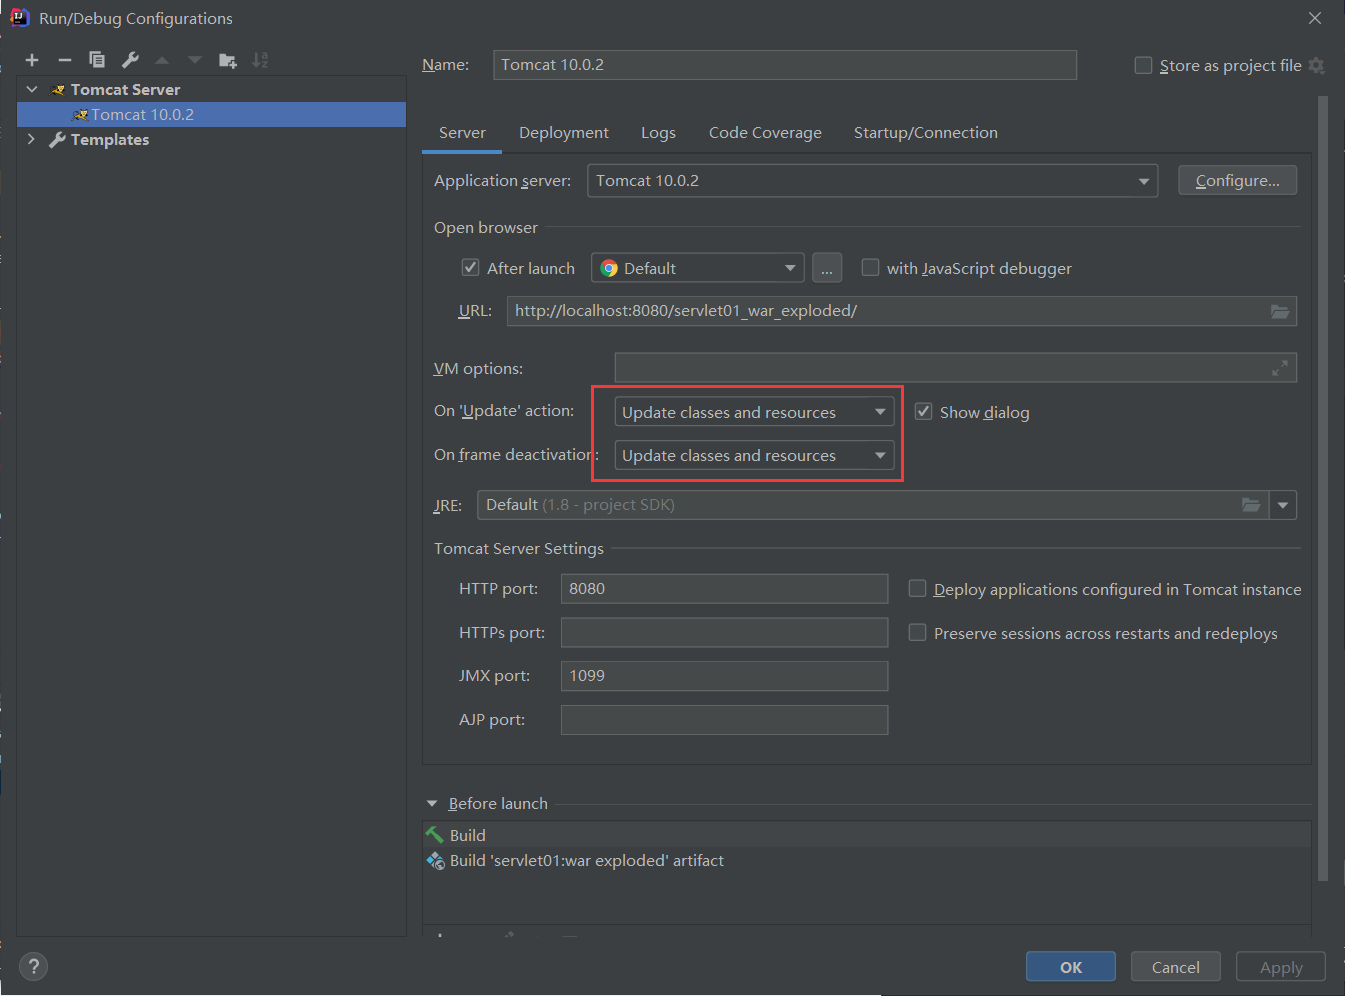 Run/Debug Configurations
Name: Tomcat 10.0.2
Store as project file
Tomcat Server
Tomcat 10.0.2
Templates
Server Deployment Logs Code Coverage Startup/Connection
Application server: Tomcat 10.0.2 Configure...
Open browser
After launch Default ... with JavaScript debugger
URL: http://localhost:8080/servlet01_war_exploded/
VM options:
On 'Update' action: Update classes and resources Show dialog
On frame deactivation: Update classes and resources
JRE: Default (1.8 - project SDK)
Tomcat Server Settings
HTTP port: 8080 Deploy applications configured in Tomcat instance
HTTPs port: Preserve sessions across restarts and redeploys
JMX port: 1099
AJP port:
Before launch
Build
Build 'servlet01:war exploded' artifact
? OK Cancel Apply